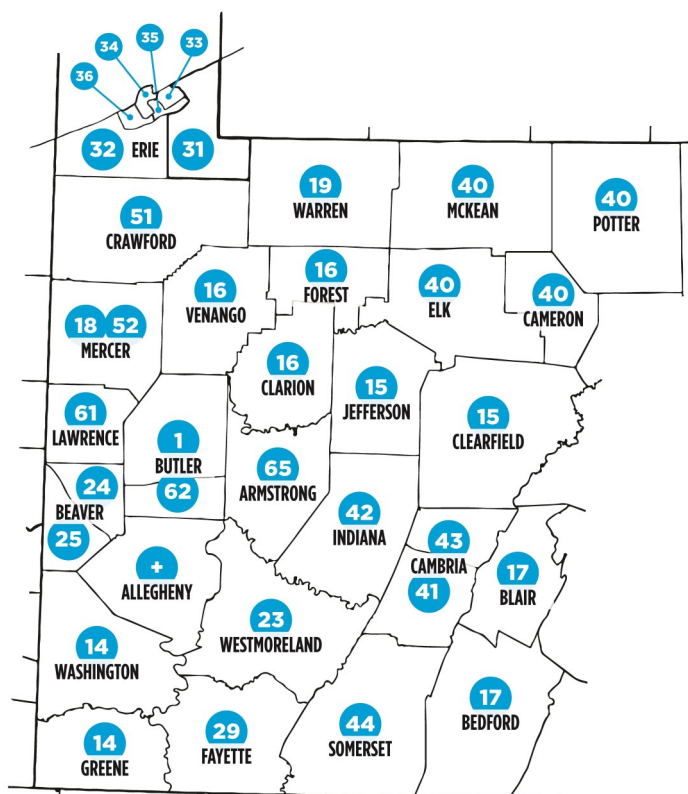 34
35
33
36
32
ERIE
31
19
WARREN
40
MCKEAN
40
POTTER
51
CRAWFORD
16
VENANGO
16
FOREST
40
ELK
40
CAMERON
18 52
MERCER
16
CLARION
15
JEFFERSON
15
CLEARFIELD
61
LAWRENCE
1
BUTLER
62
65
ARMSTRONG
24
BEAVER
25
42
INDIANA
43
CAMBRIA
41
17
BLAIR
+
ALLEGHENY
23
WESTMORELAND
14
WASHINGTON
17
BEDFORD
14
GREENE
29
FAYETTE
44
SOMERSET